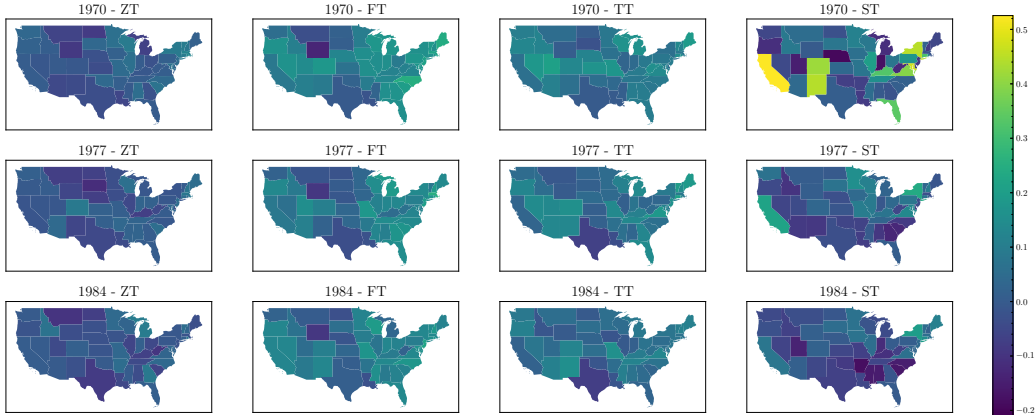 1970 - ZT 1970 - FT 1970 - TT 1970 - ST
1977 - ZT 1977 - FT 1977 - TT 1977 - ST
1984 - ZT 1984 - FT 1984 - TT 1984 - ST
0.5
0.4
0.3
0.2
0.1
0.0
−0.1
−0.2